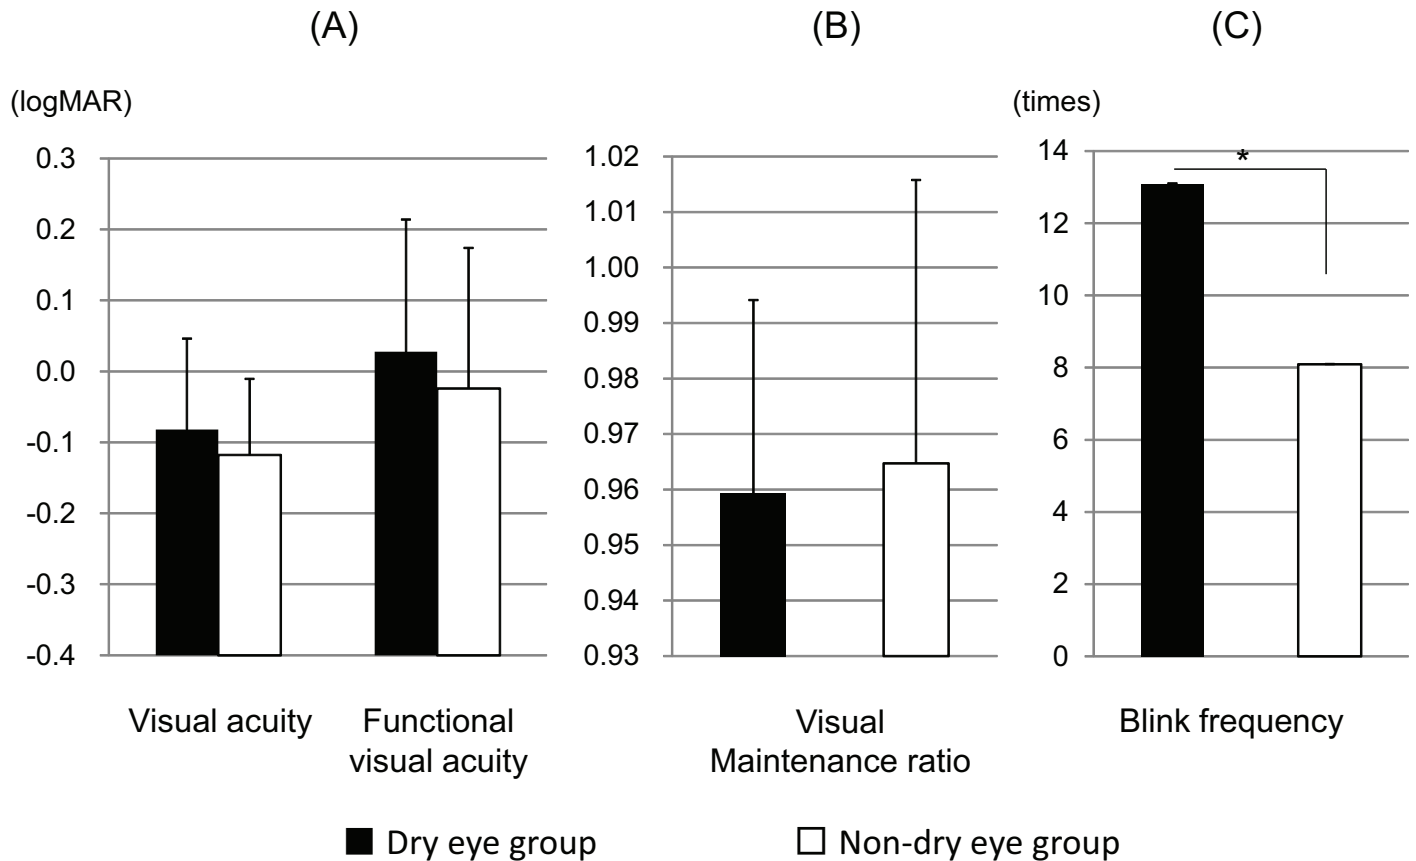 (A)
(B)
(C)
(logMAR)
(times)
0.3
0.2
0.1
0.0
-0.1
-0.2
-0.3
-0.4
1.02
1.01
1.00
0.99
0.98
0.97
0.96
0.95
0.94
0.93
14
12
10
8
6
4
2
0
*
Visual acuity
Functional
visual acuity
Visual
Maintenance ratio
Blink frequency
Dry eye group
Non-dry eye group